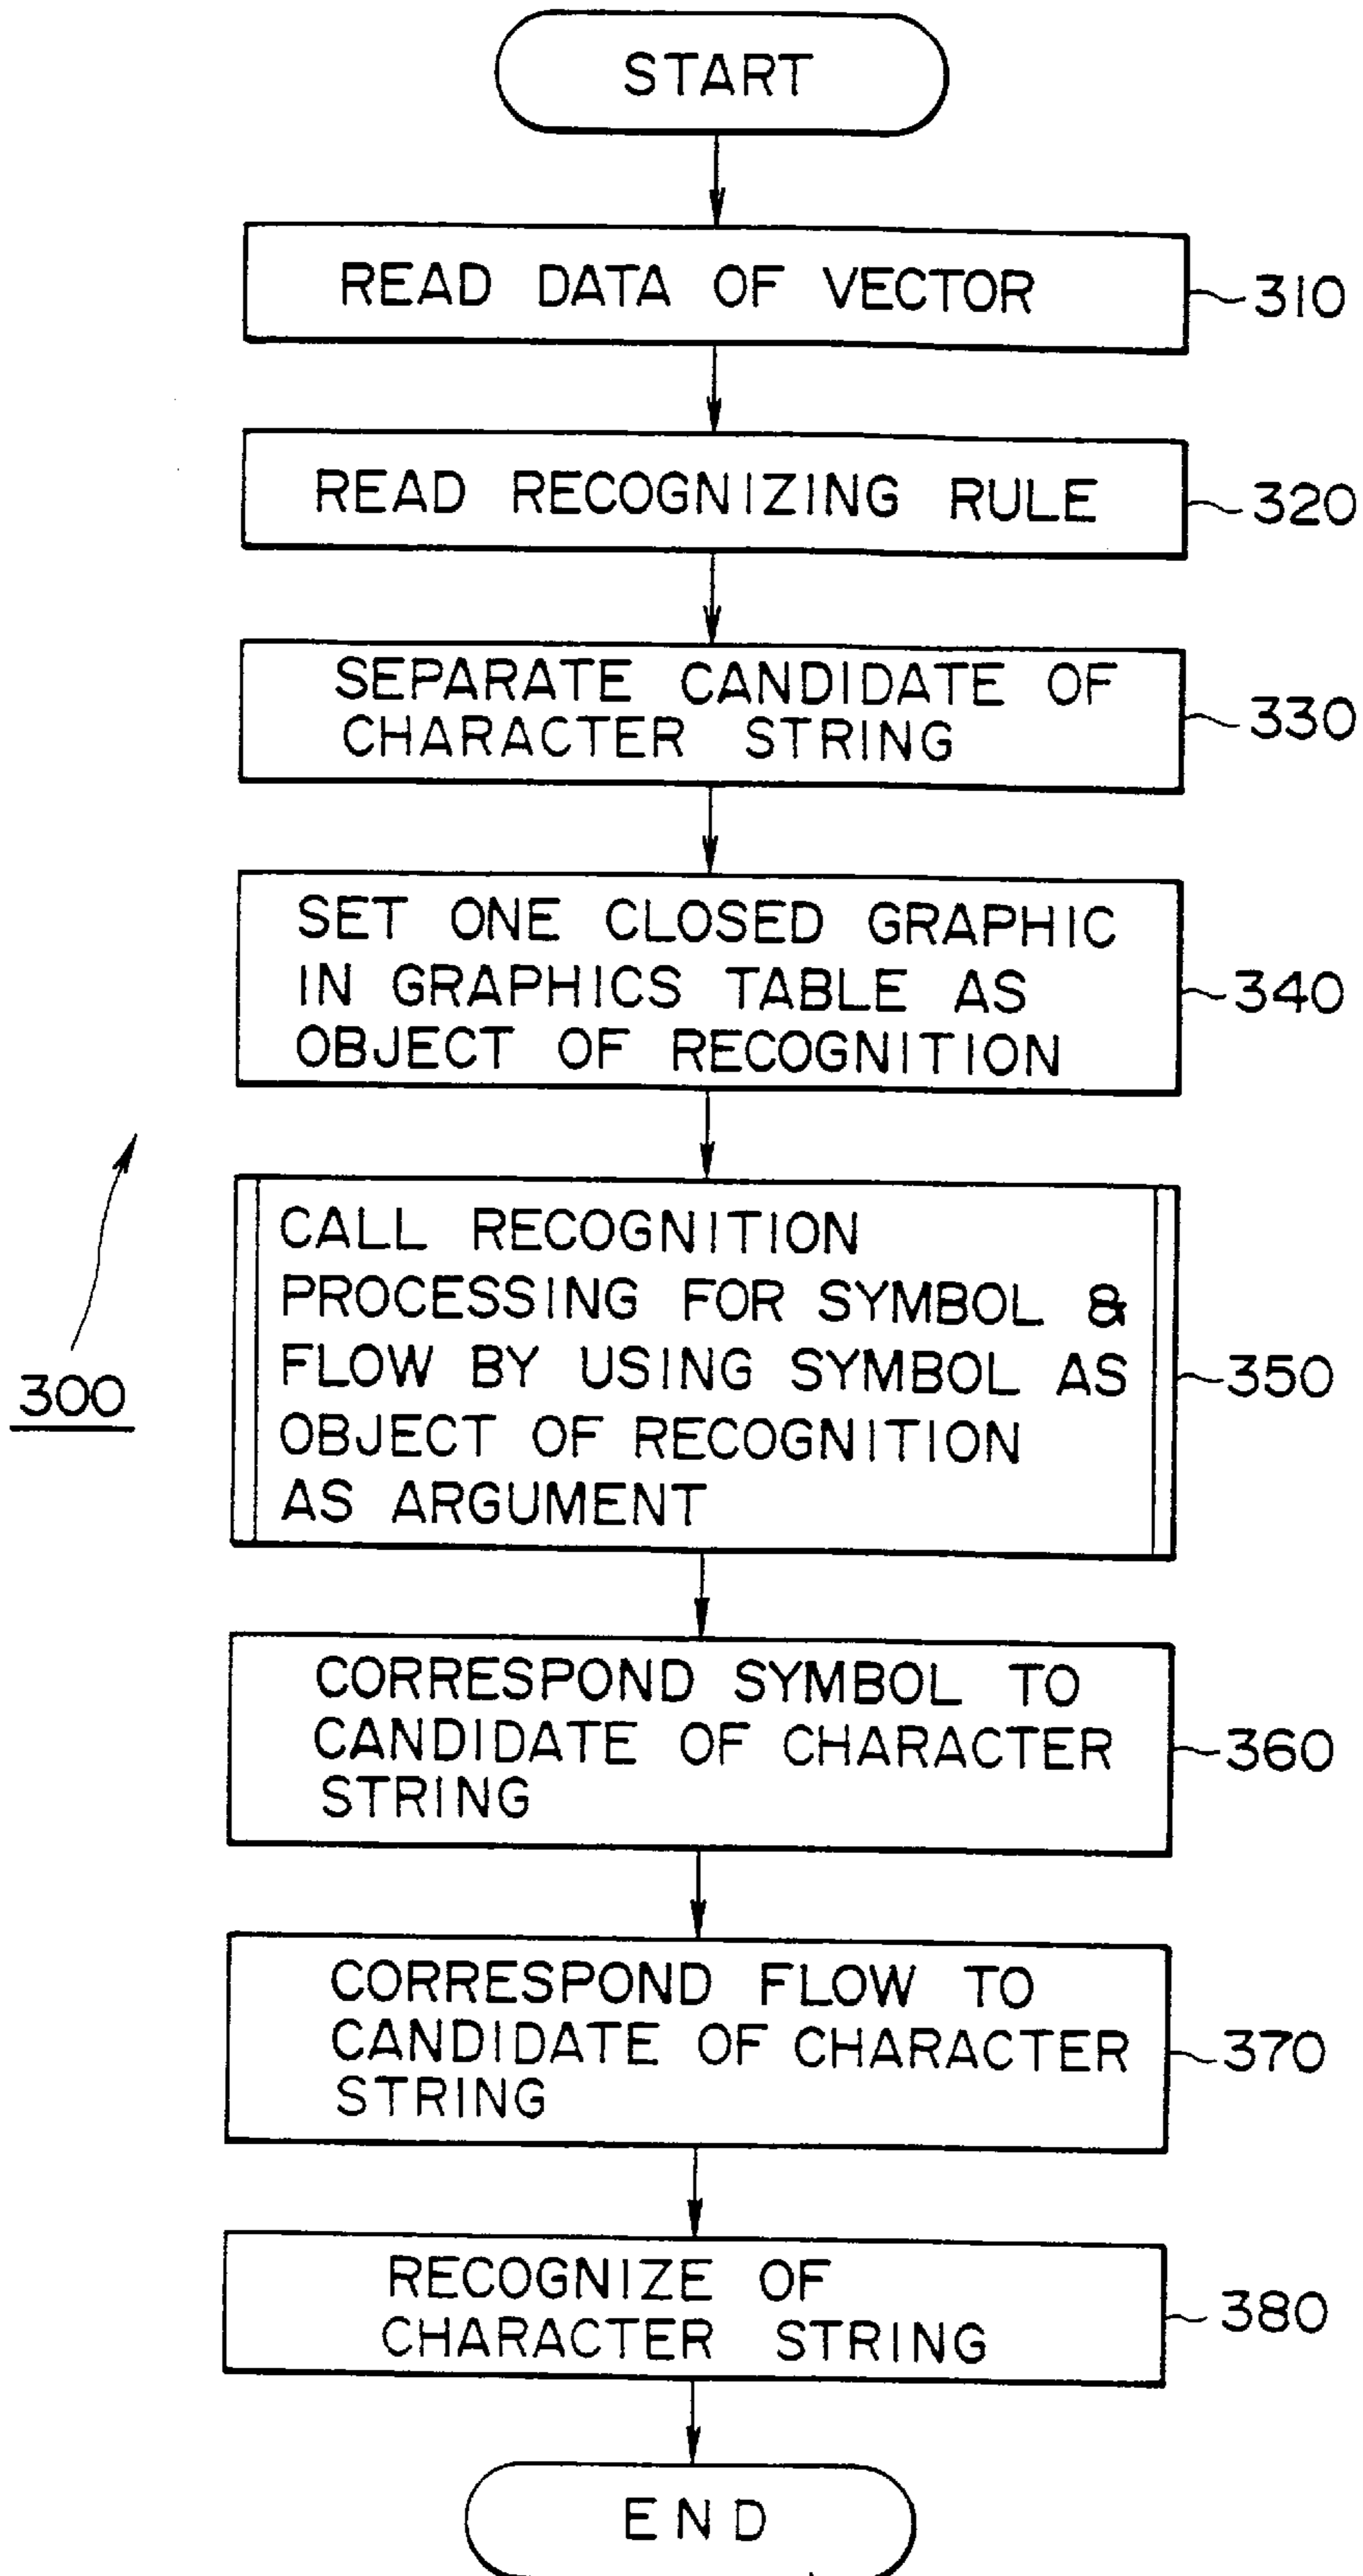 START
READ DATA OF VECTOR
310
READ RECOGNIZING RULE
320
SEPARATE CANDIDATE OF
CHARACTER STRING
330
SET ONE CLOSED GRAPHIC
IN GRAPHICS TABLE AS
OBJECT OF RECOGNITION
340
300
CALL RECOGNITION
PROCESSING FOR SYMBOL &
FLOW BY USING SYMBOL AS
OBJECT OF RECOGNITION
AS ARGUMENT
350
CORRESPOND SYMBOL TO
CANDIDATE OF CHARACTER
STRING
360
CORRESPOND FLOW TO
CANDIDATE OF CHARACTER
STRING
370
RECOGNIZE OF
CHARACTER STRING
380
END